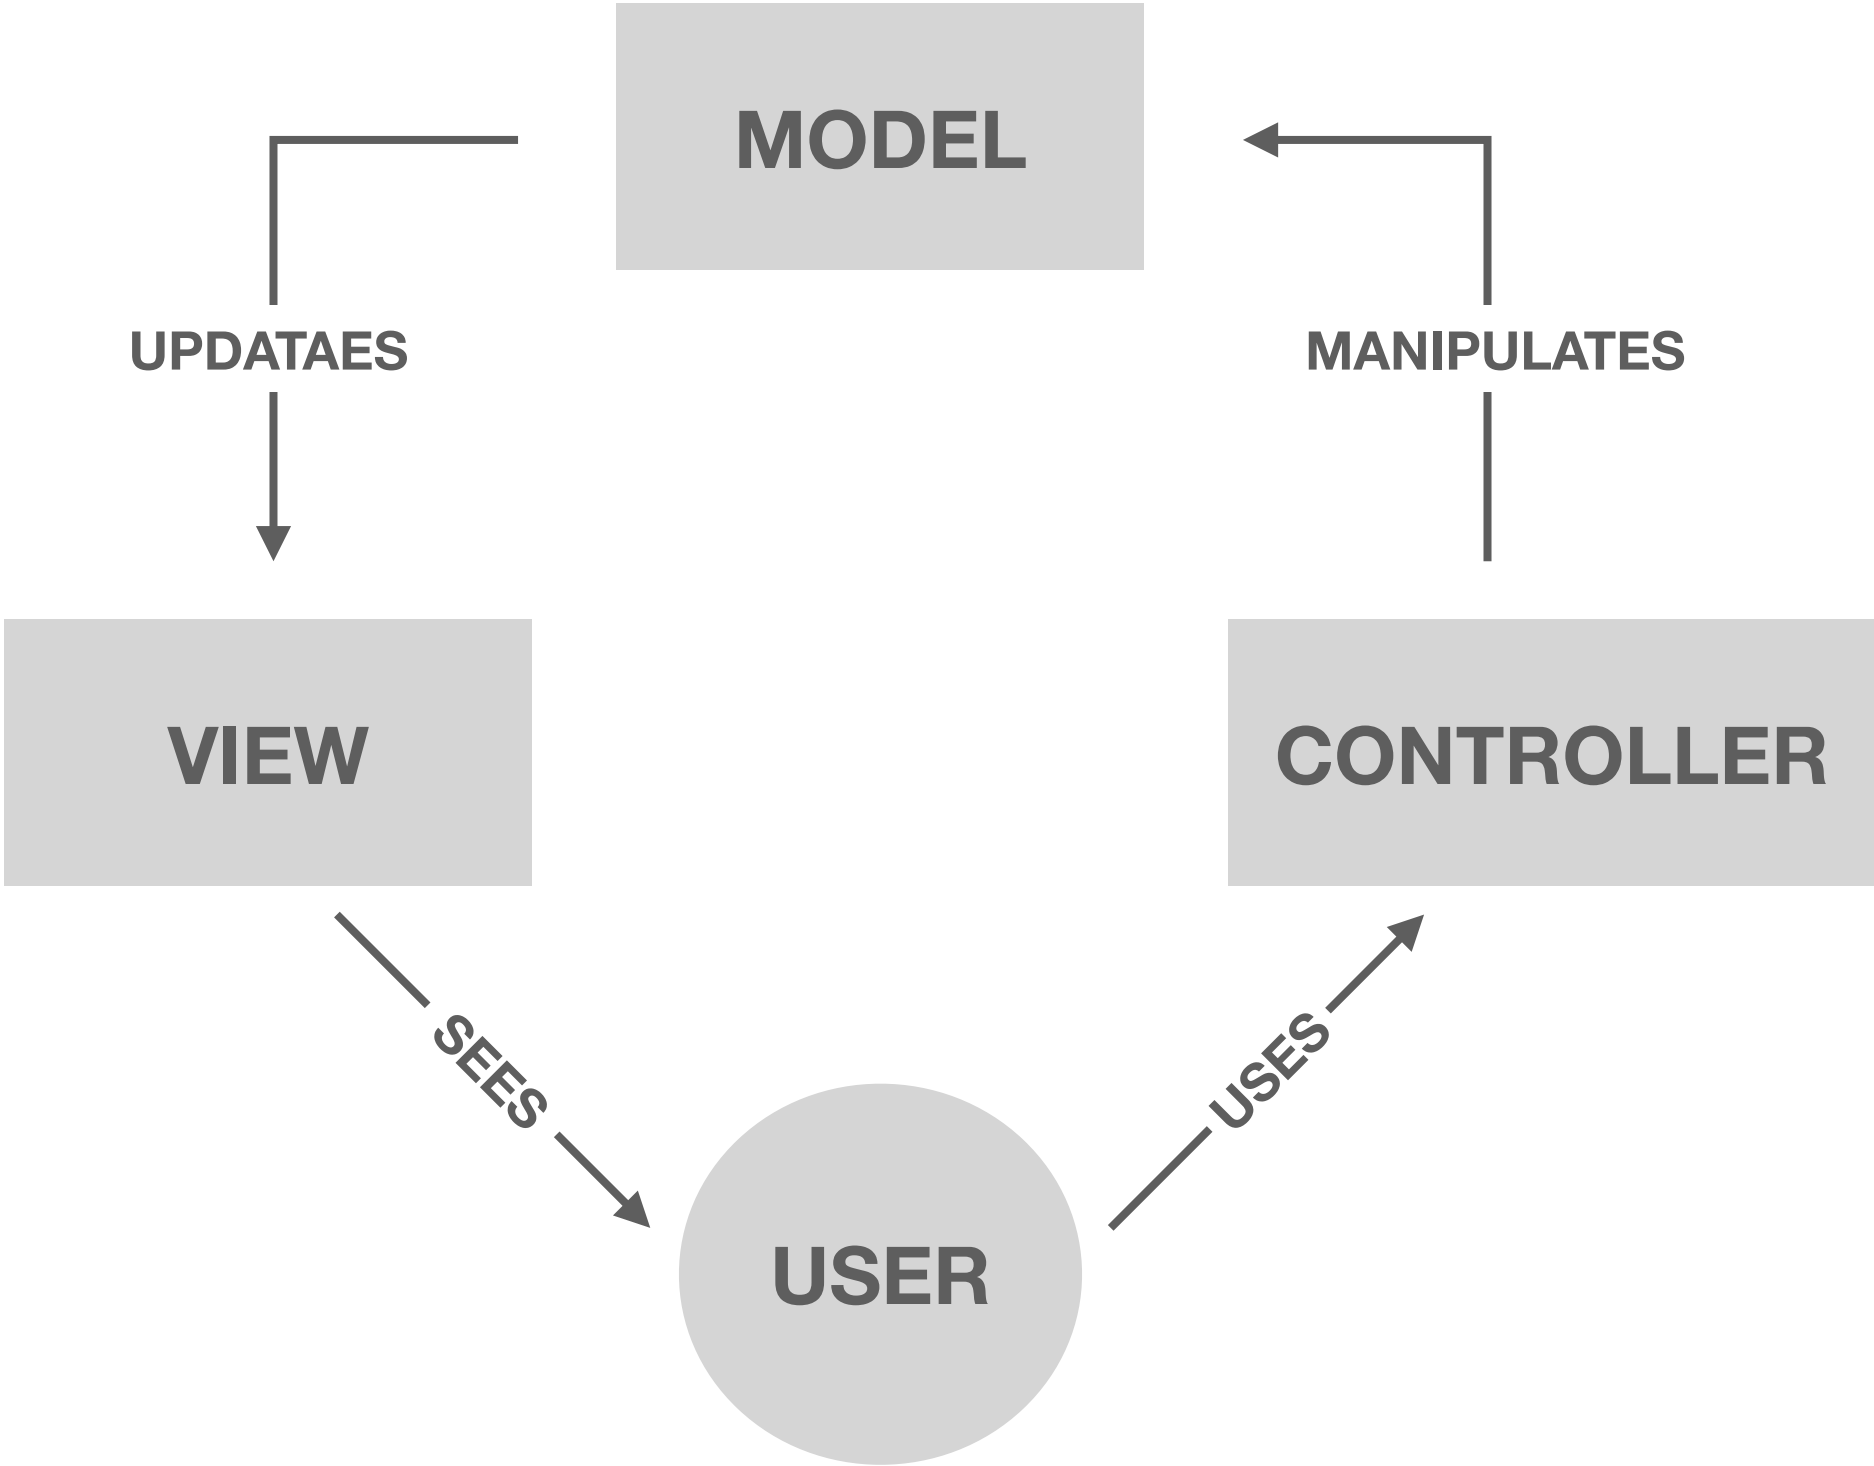 MODEL
UPDATAES
MANIPULATES
VIEW
CONTROLLER
SEES
USES
USER